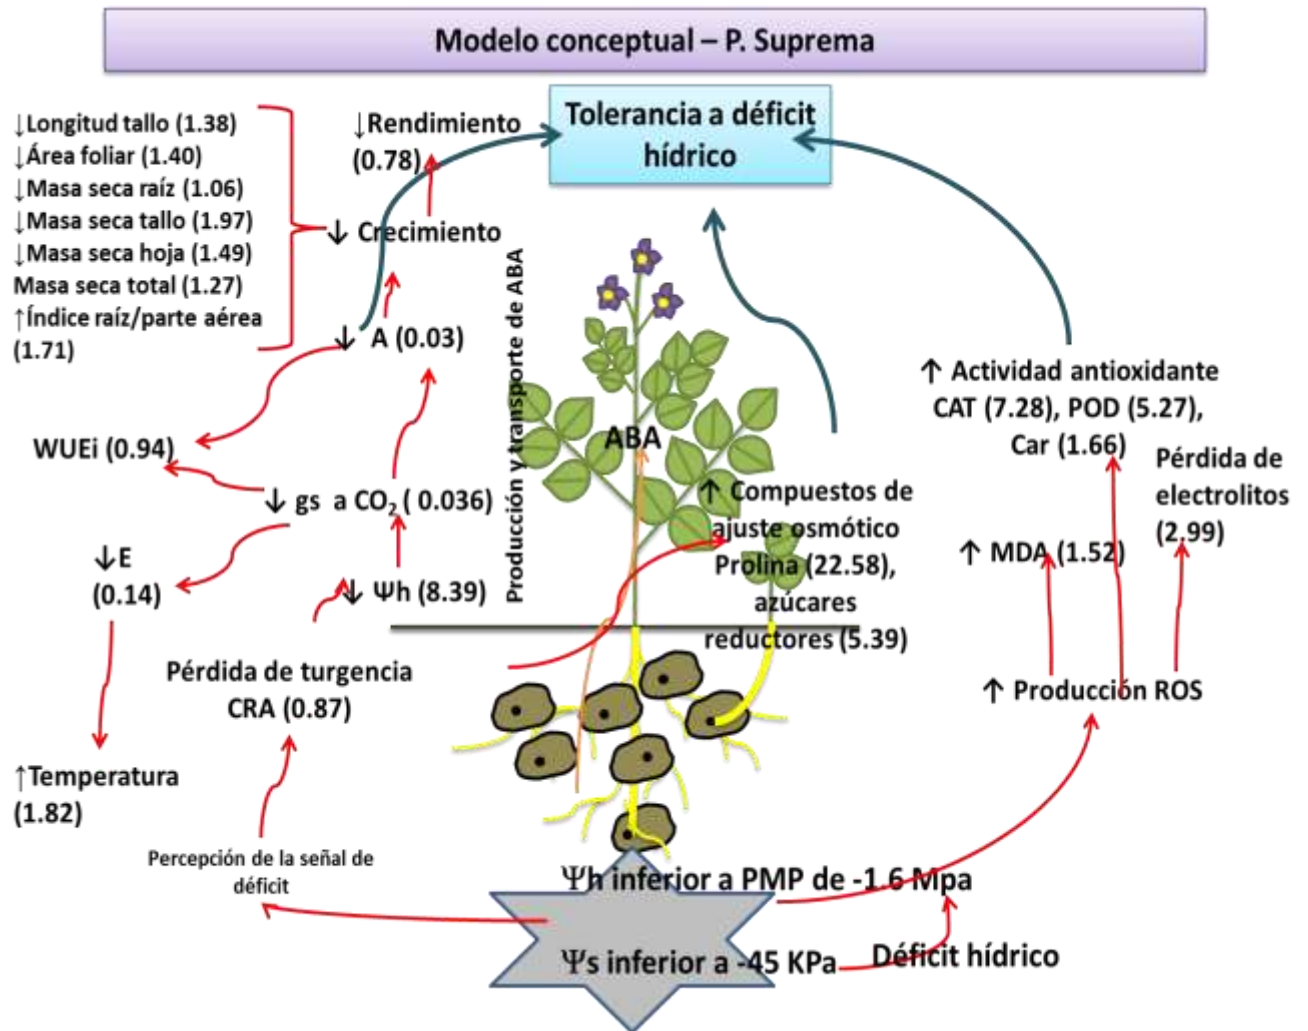 Modelo conceptual – P. Suprema
Tolerancia a déficit
hídrico
↓Longitud tallo (1.38)
↓Área foliar (1.40)
↓Masa seca raíz (1.06)
↓Masa seca tallo (1.97)
↓Masa seca hoja (1.49)
Masa seca total (1.27)
↑Índice raíz/parte aérea
(1.71)
↓Rendimiento
(0.78)
↓ Crecimiento
↓ A (0.03)
WUEi (0.94)
↓ gs a CO₂ ( 0.036)
↓E
(0.14)
↓ Ψh (8.39)
Pérdida de turgencia
CRA (0.87)
↑Temperatura
(1.82)
Percepción de la señal de
déficit
Producción y transporte de ABA
ABA
↑ Compuestos de
ajuste osmótico
Prolina (22.58),
azúcares
reductores (5.39)
↑ Actividad antioxidante
CAT (7.28), POD (5.27),
Car (1.66)
Pérdida de
electrolitos
(2.99)
↑ MDA (1.52)
↑ Producción ROS
Ψh inferior a PMP de -1.6 Mpa
Ψs inferior a -45 KPa
Déficit hídrico